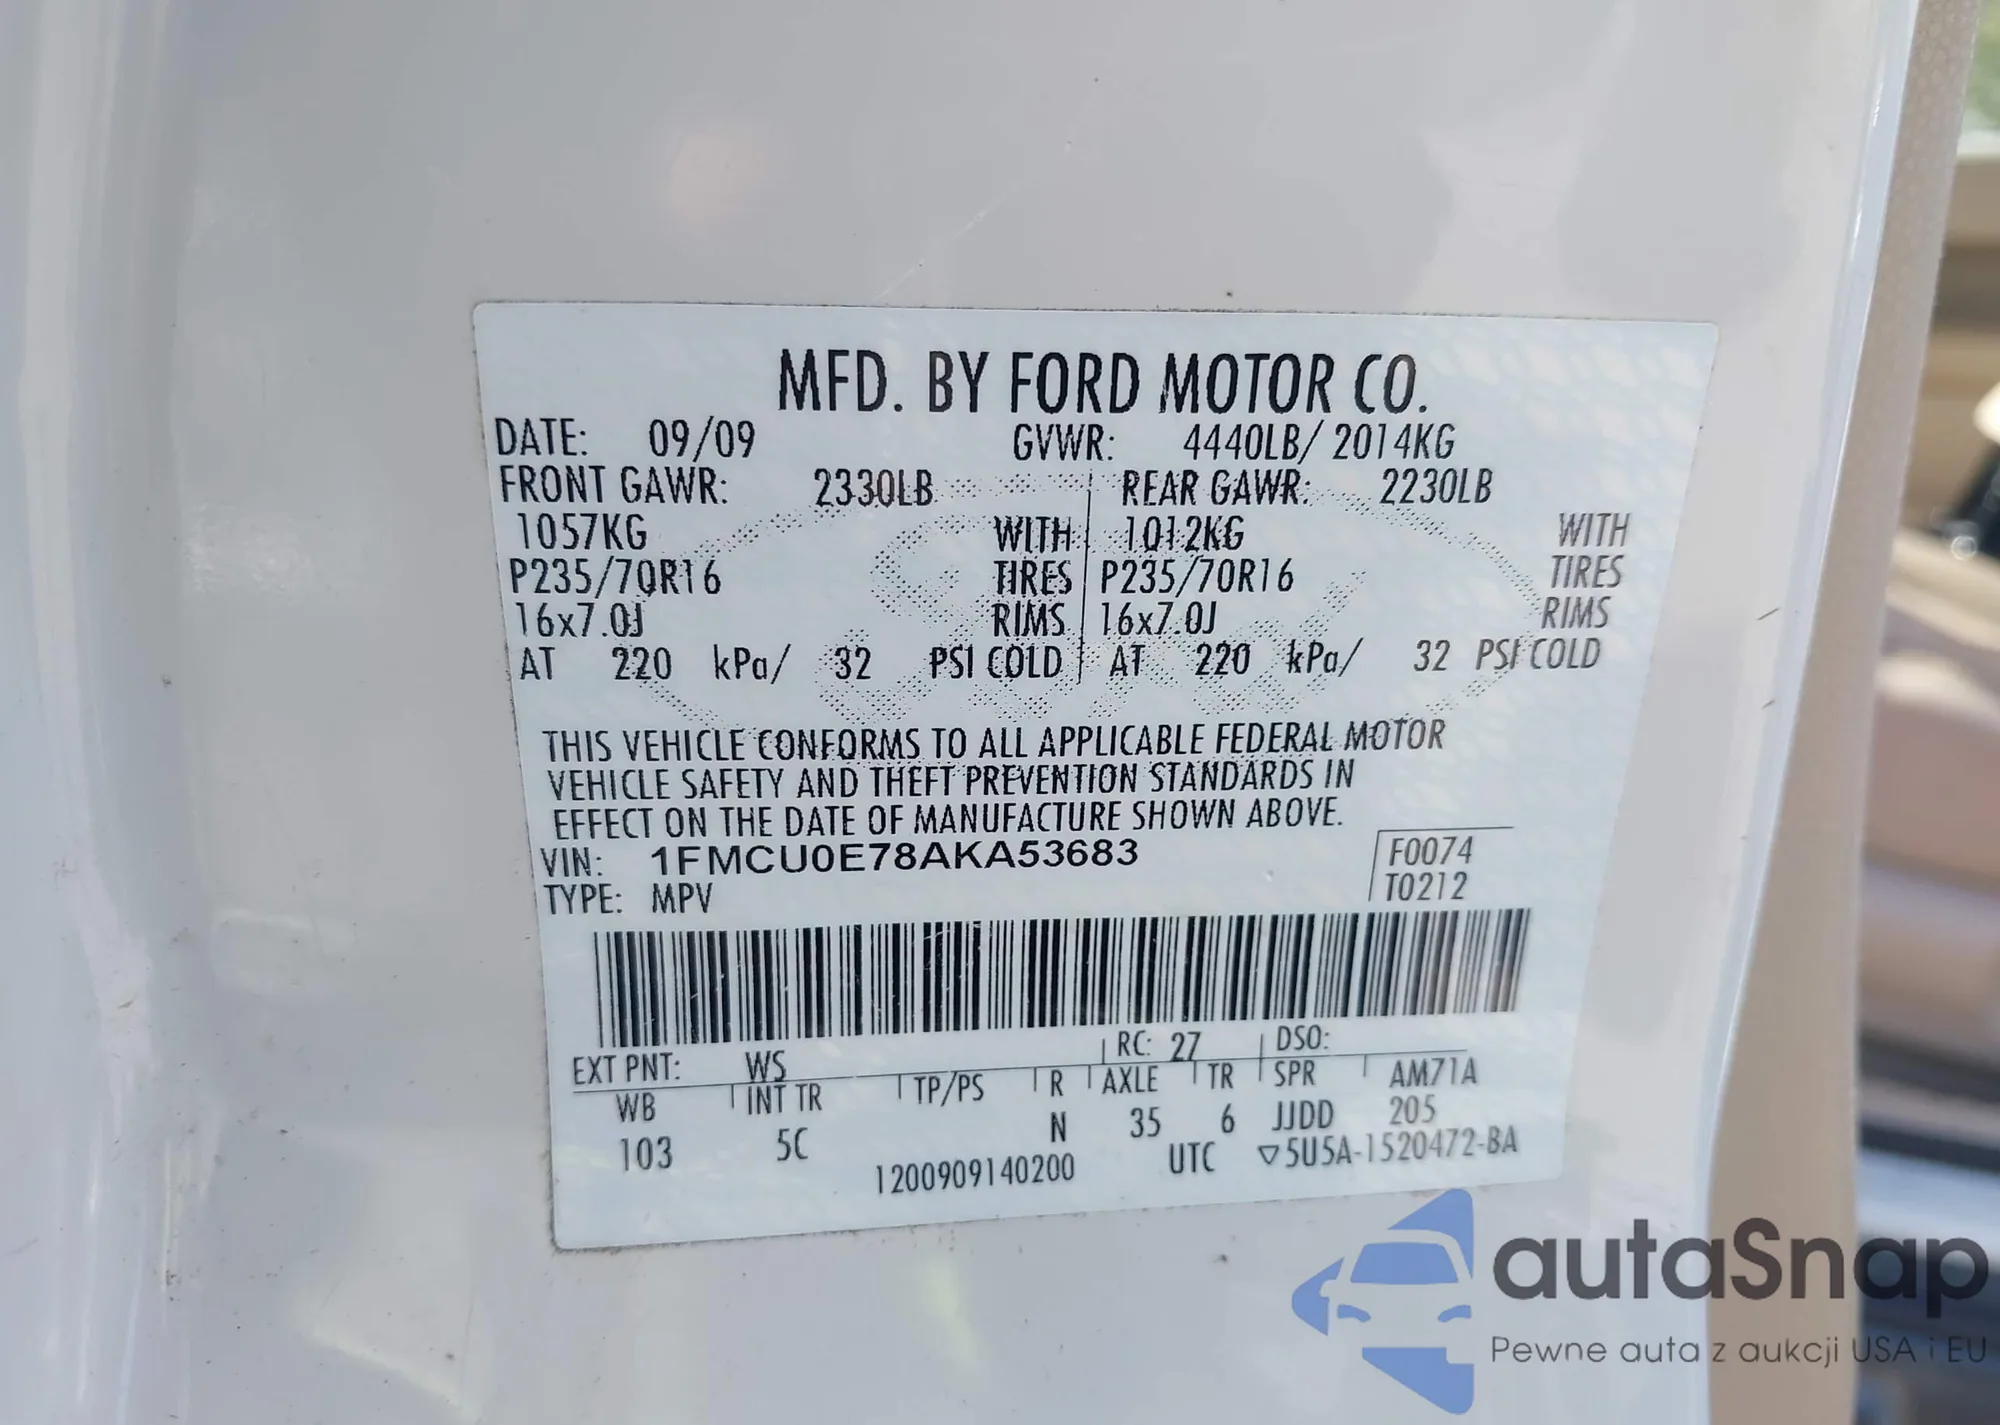 MFD. BY FORD MOTOR CO.
DATE: 09/09 GVWR: 4440LB/ 2014KG
FRONT GAWR: 2330LB REAR GAWR: 2230LB
1057KG WITH 1012KG WITH
P235/70R16 TIRES P235/70R16 TIRES
16x7.0J RIMS 16x7.0J RIMS
AT 220 kPa/ 32 PSI COLD AT 220 kPa/ 32 PSI COLD
THIS VEHICLE CONFORMS TO ALL APPLICABLE FEDERAL MOTOR
VEHICLE SAFETY AND THEFT PREVENTION STANDARDS IN
EFFECT ON THE DATE OF MANUFACTURE SHOWN ABOVE.
VIN: 1FMCU0E78AKA53683 F0074
TYPE: MPV T0212
EXT PNT: WS RC: 27 DSO:
WB INT TR TP/PS R AXLE TR SPR AM71A
103 5C N 35 6 JJDD 205
1200909140200 UTC ▽5U5A-1520472-BA
autaSnap
Pewne auta z aukcji USA i EU